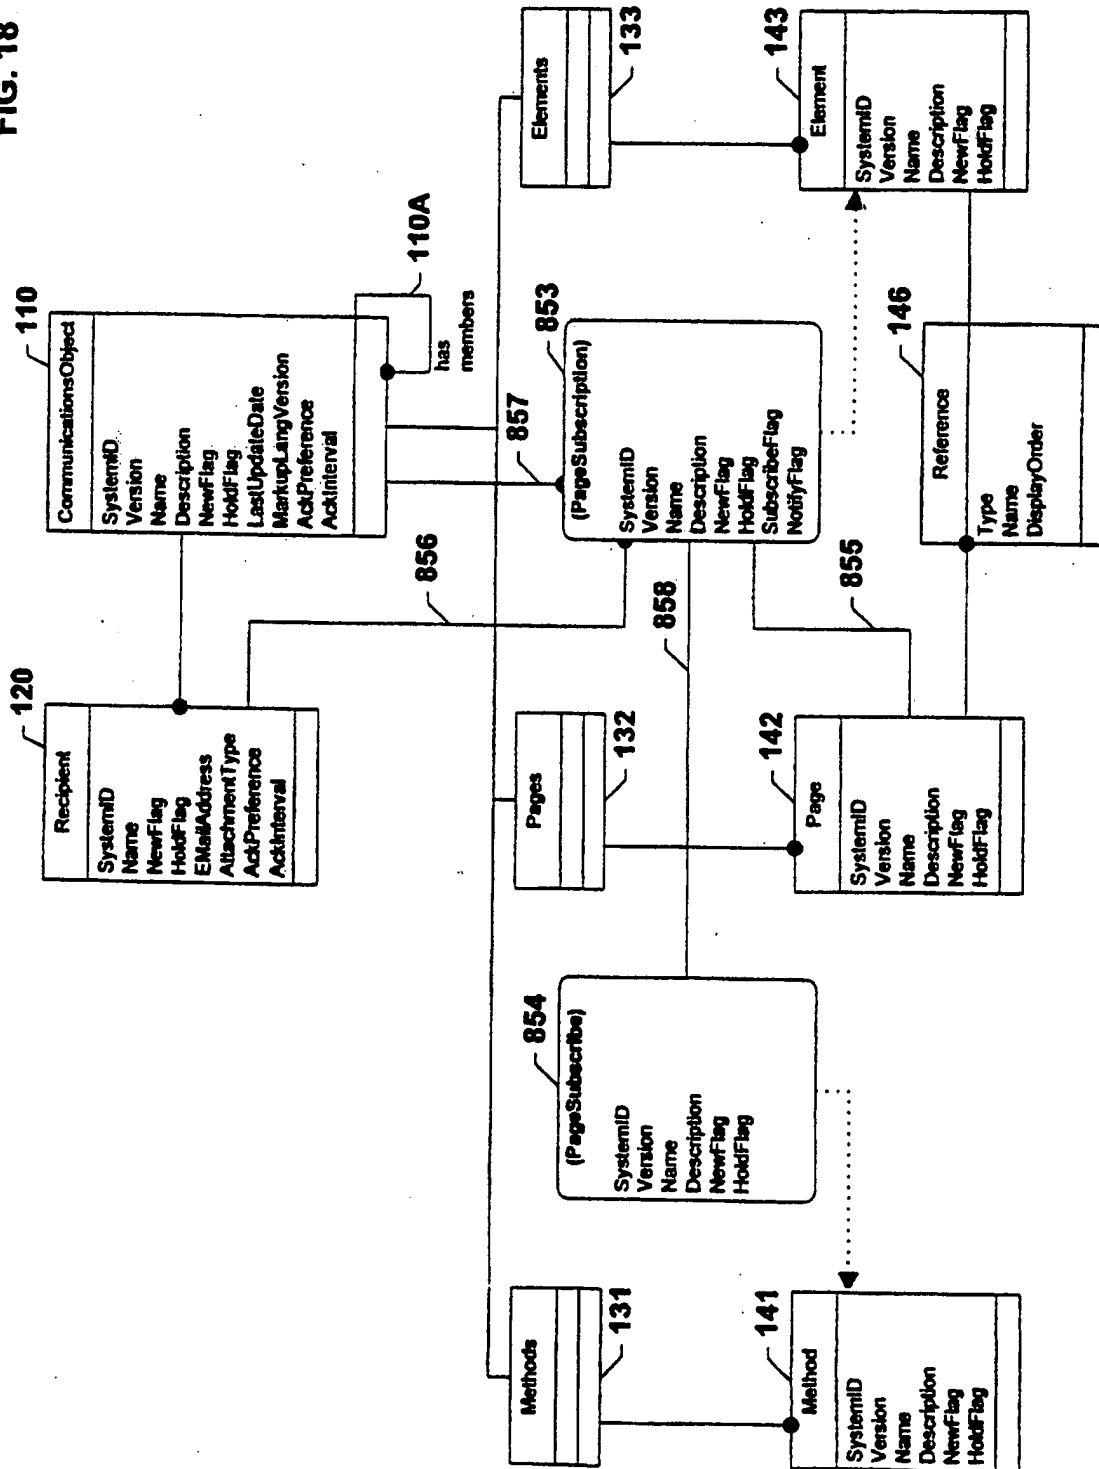 FIG. 18
120
Recipient
SystemID
Name
NewFlag
HoldFlag
EMailAddress
AttachmentType
AckPreference
AckInterval
110
CommunicationsObject
SystemID
Version
Name
Description
NewFlag
HoldFlag
LastUpdateDate
MarkupLangVersion
AckPreference
AckInterval
110A
has
members
856
857
Methods
131
Pages
132
Elements
133
854
(PageSubscribe)
SystemID
Version
Name
Description
NewFlag
HoldFlag
858
853
(PageSubscription)
SystemID
Version
Name
Description
NewFlag
HoldFlag
SubscribeFlag
NotifyFlag
855
141
Method
SystemID
Version
Name
Description
NewFlag
HoldFlag
142
Page
SystemID
Version
Name
Description
NewFlag
HoldFlag
146
Reference
Type
Name
DisplayOrder
143
Element
SystemID
Version
Name
Description
NewFlag
HoldFlag